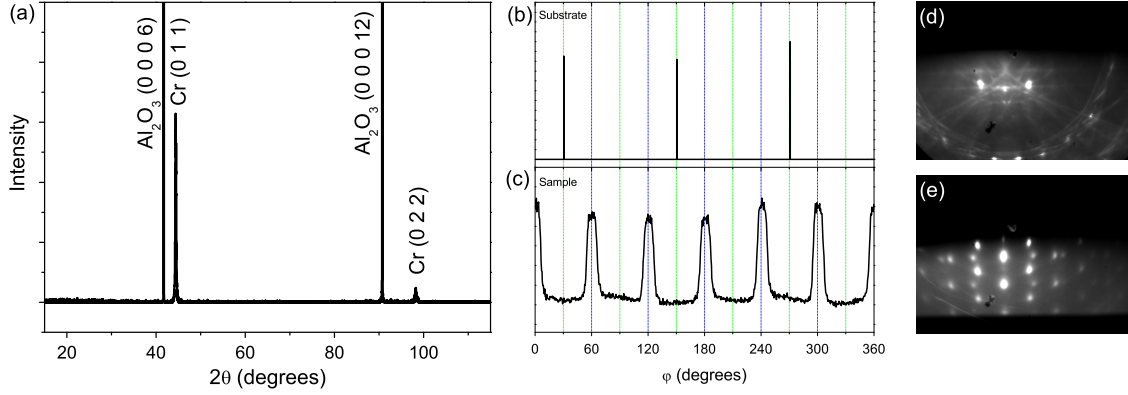 (a)
Al2O3 (0 0 0 6)
Cr (0 1 1)
Al2O3 (0 0 0 12)
Cr (0 2 2)
Intensity
20 40 60 80 100
2θ (degrees)
(b)
Substrate
(c)
Sample
0 60 120 180 240 300 360
φ (degrees)
(d)
(e)